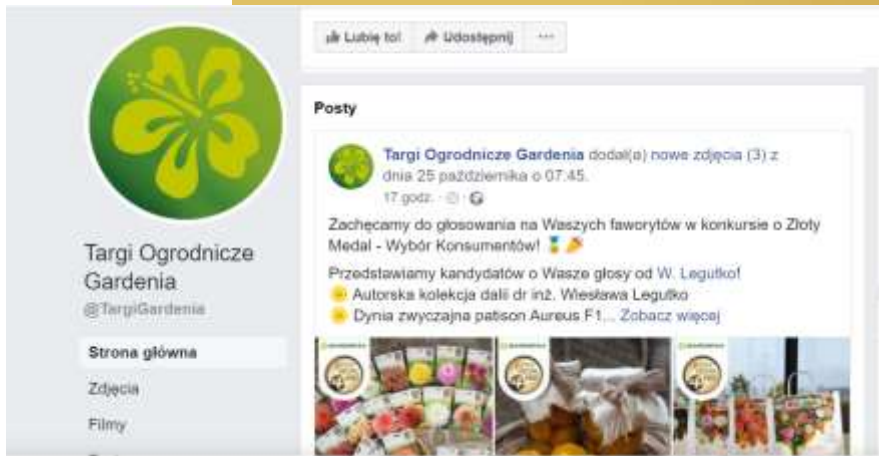 Lubię to! Udostępnij ...
Posty
Targi Ogrodnicze Gardenia dodał(a) nowe zdjęcia (3) z
dnia 25 października o 07:45.
17 godz.
Zachęcamy do głosowania na Waszych faworytów w konkursie o Złoty
Medal - Wybór Konsumentów!
Przedstawiamy kandydatów o Wasze głosy od W. Legutko!
Autorska kolekcja dalii dr inż. Wiesława Legutko
Dynia zwyczajna patison Aureus F1... Zobacz więcej
Targi Ogrodnicze
Gardenia
@TargiGardenia
Strona główna
Zdjęcia
Filmy